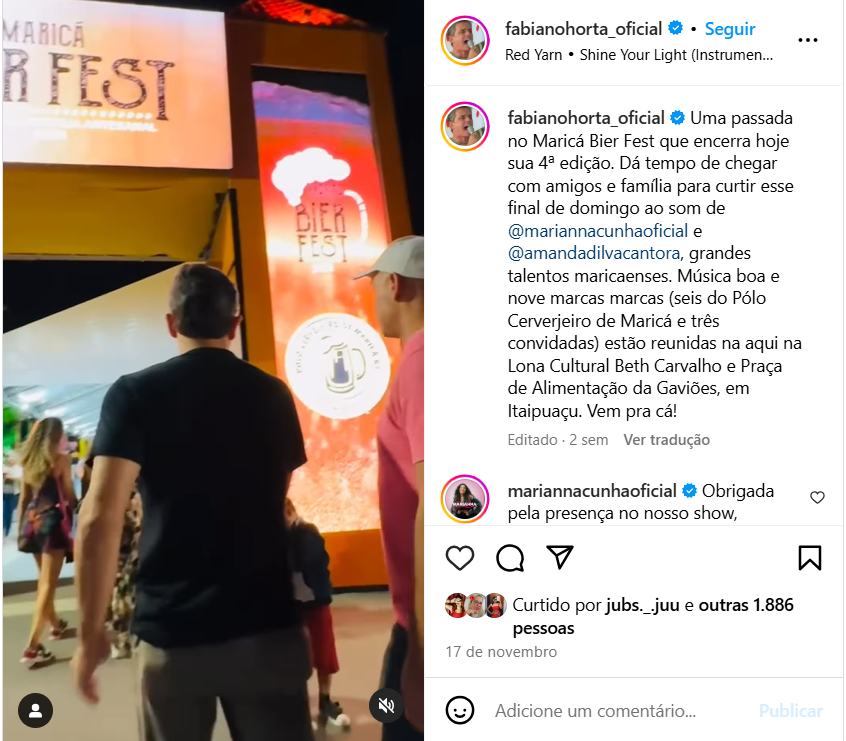 MARICÁ
BIER FEST
BIER
FEST
fabianohorta_oficial • Seguir
Red Yarn • Shine Your Light (Instrumen...
fabianohorta_oficial Uma passada
no Maricá Bier Fest que encerra hoje
sua 4ª edição. Dá tempo de chegar
com amigos e família para curtir esse
final de domingo ao som de
@mariannacunhaoficial e
@amandadilvacantora, grandes
talentos maricaenses. Música boa e
nove marcas marcas (seis do Pólo
Cerverjeiro de Maricá e três
convidadas) estão reunidas na aqui na
Lona Cultural Beth Carvalho e Praça
de Alimentação da Gaviões, em
Itaipuaçu. Vem pra cá!
Editado · 2 sem Ver tradução
mariannacunhaoficial Obrigada
pela presença no nosso show,
Curtido por jubs._.juu e outras 1.886
pessoas
17 de novembro
Adicione um comentário...
Publicar